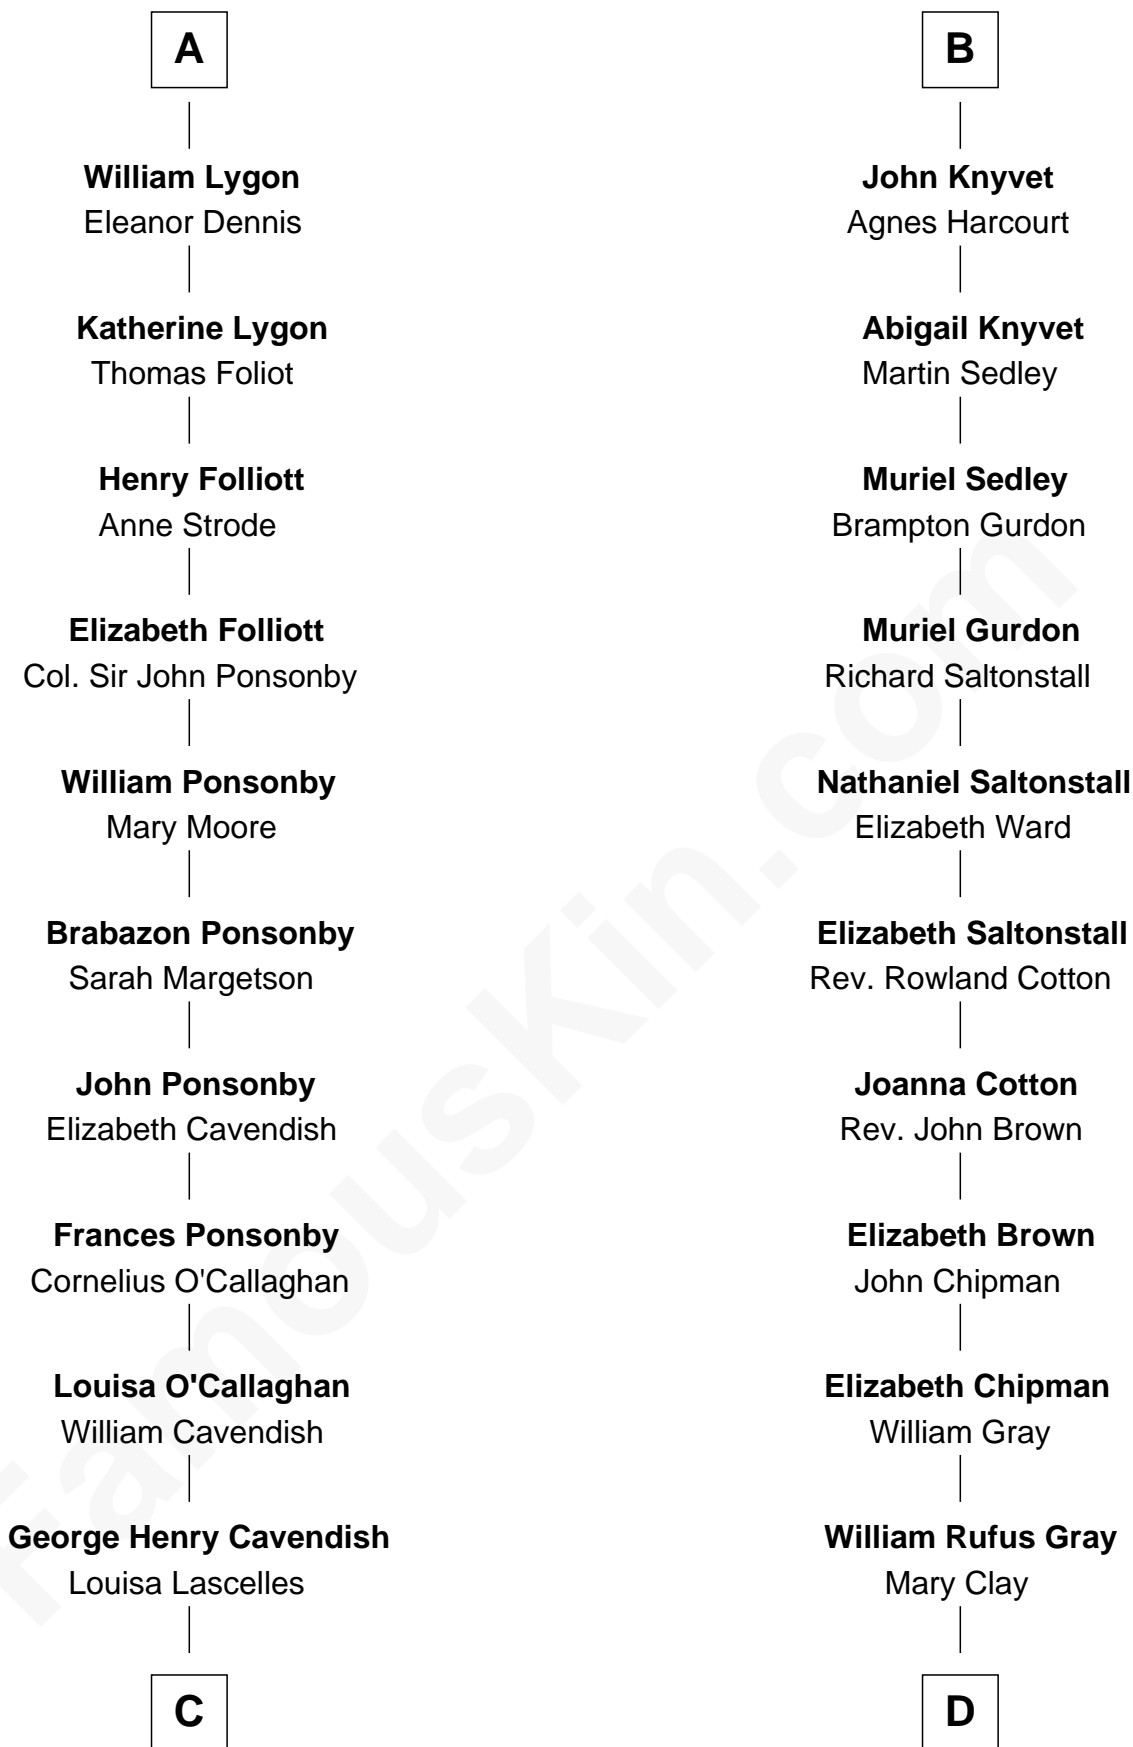 A
William Lygon
Eleanor Dennis
Katherine Lygon
Thomas Foliot
Henry Folliott
Anne Strode
Elizabeth Folliott
Col. Sir John Ponsonby
William Ponsonby
Mary Moore
Brabazon Ponsonby
Sarah Margetson
John Ponsonby
Elizabeth Cavendish
Frances Ponsonby
Cornelius O'Callaghan
Louisa O'Callaghan
William Cavendish
George Henry Cavendish
Louisa Lascelles
C
B
John Knyvet
Agnes Harcourt
Abigail Knyvet
Martin Sedley
Muriel Sedley
Brampton Gurdon
Muriel Gurdon
Richard Saltonstall
Nathaniel Saltonstall
Elizabeth Ward
Elizabeth Saltonstall
Rev. Rowland Cotton
Joanna Cotton
Rev. John Brown
Elizabeth Brown
John Chipman
Elizabeth Chipman
William Gray
William Rufus Gray
Mary Clay
D
FamousKin.com